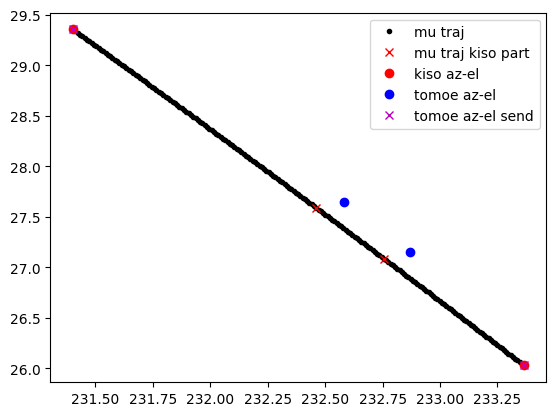 29.5
29.0
28.5
28.0
27.5
27.0
26.5
26.0
231.50 231.75 232.00 232.25 232.50 232.75 233.00 233.25
mu traj
mu traj kiso part
kiso az-el
tomoe az-el
tomoe az-el send